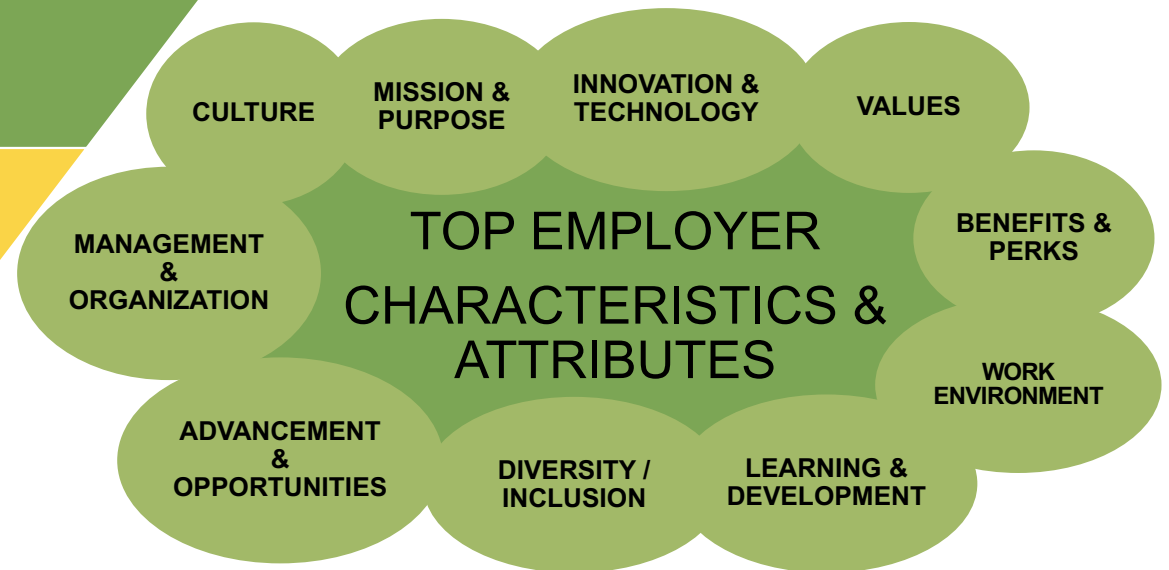 CULTURE
MISSION &
PURPOSE
INNOVATION &
TECHNOLOGY
VALUES
BENEFITS &
PERKS
WORK
ENVIRONMENT
LEARNING &
DEVELOPMENT
DIVERSITY /
INCLUSION
ADVANCEMENT
&
OPPORTUNITIES
MANAGEMENT
&
ORGANIZATION
TOP EMPLOYER
CHARACTERISTICS &
ATTRIBUTES